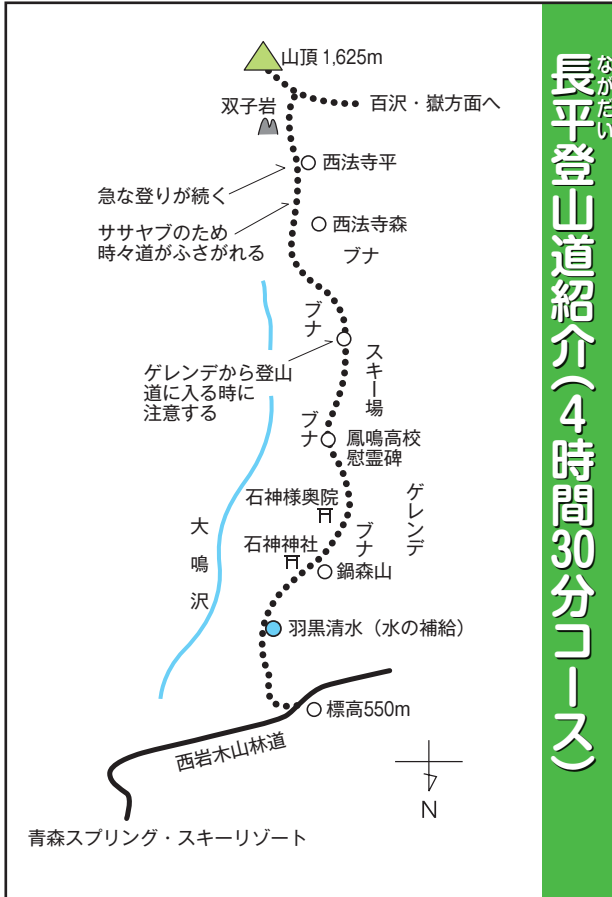 ながだい
長平登山道紹介(4時間30分コース)
山頂 1,625m
双子岩
百沢・嶽方面へ
西法寺平
急な登りが続く
ササヤブのため
時々道がふさがれる
西法寺森
ブナ
ブナ
スキー場
ゲレンデから登山
道に入る時に
注意する
ブナ
鳳鳴高校
慰霊碑
ゲレンデ
石神様奥院
ブナ
石神神社
鍋森山
大鳴沢
羽黒清水(水の補給)
標高550m
西岩木山林道
N
青森スプリング・スキーリゾート